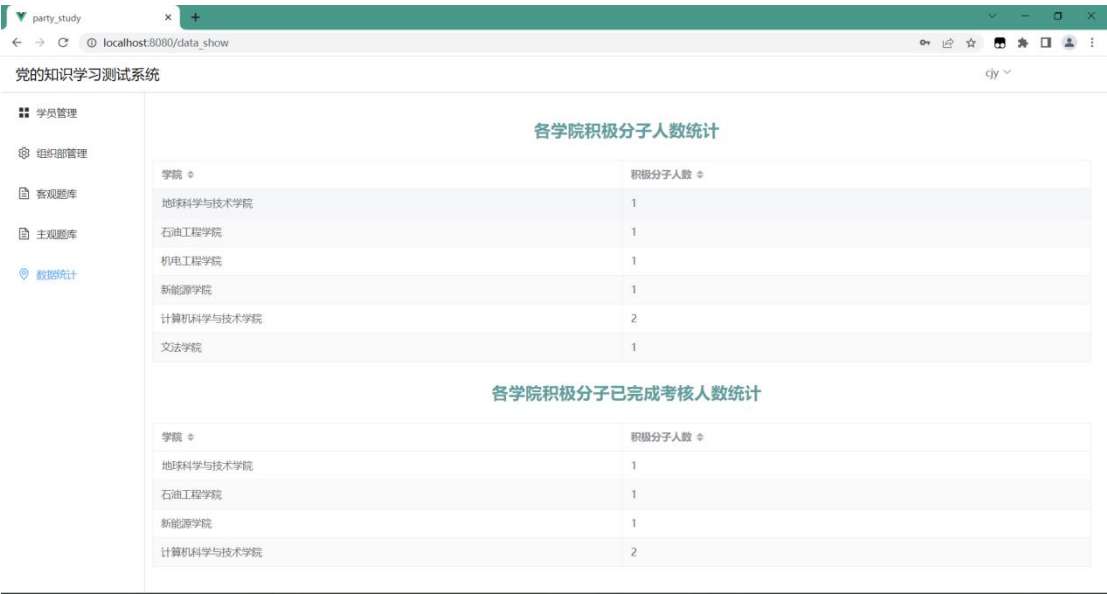 party_study
localhost:8080/data_show
党的知识学习测试系统
cjy
学员管理
组织部管理
客观题库
主观题库
数据统计
各学院积极分子人数统计
学院 积极分子人数
地球科学与技术学院 1
石油工程学院 1
机电工程学院 1
新能源学院 1
计算机科学与技术学院 2
文法学院 1
各学院积极分子已完成考核人数统计
学院 积极分子人数
地球科学与技术学院 1
石油工程学院 1
新能源学院 1
计算机科学与技术学院 2